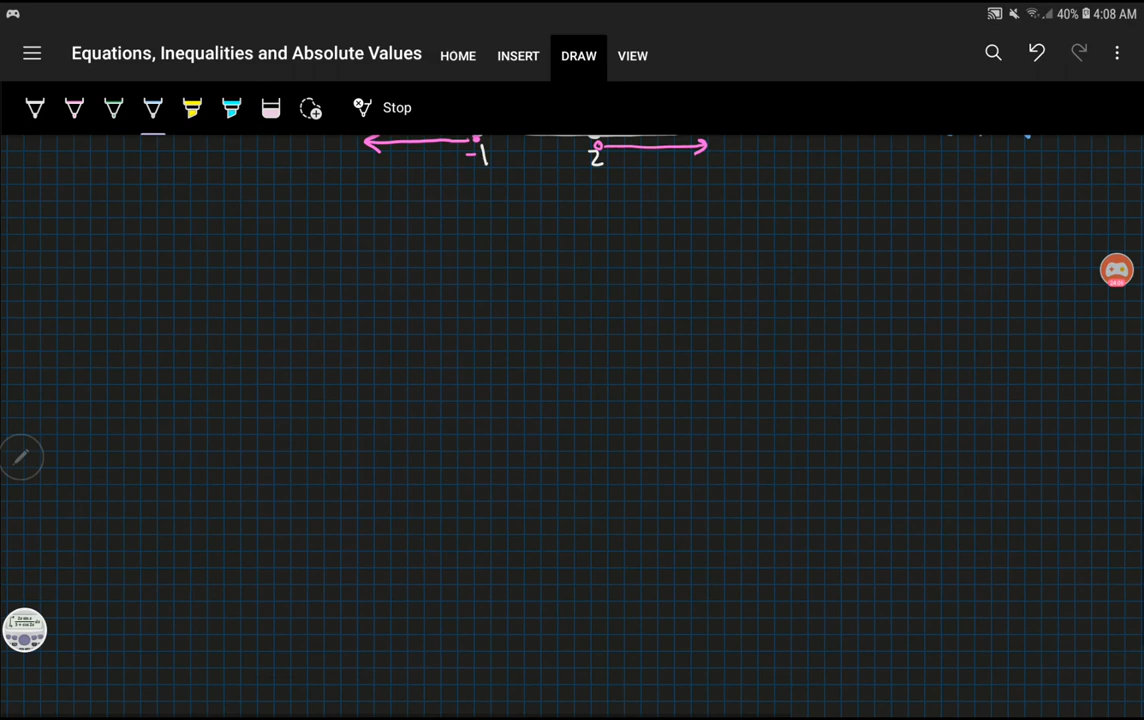 40% 4:08 AM
Equations, Inequalities and Absolute Values HOME INSERT DRAW VIEW
Stop
-1 2